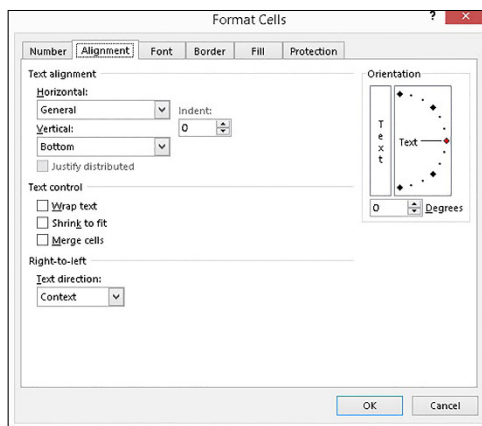 Format Cells
?
Number Alignment Font Border Fill Protection
Text alignment
Horizontal:
General
Indent:
0
Vertical:
Bottom
Justify distributed
Text control
Wrap text
Shrink to fit
Merge cells
Right-to-left
Text direction:
Context
Orientation
Text
Text
0 Degrees
OK Cancel